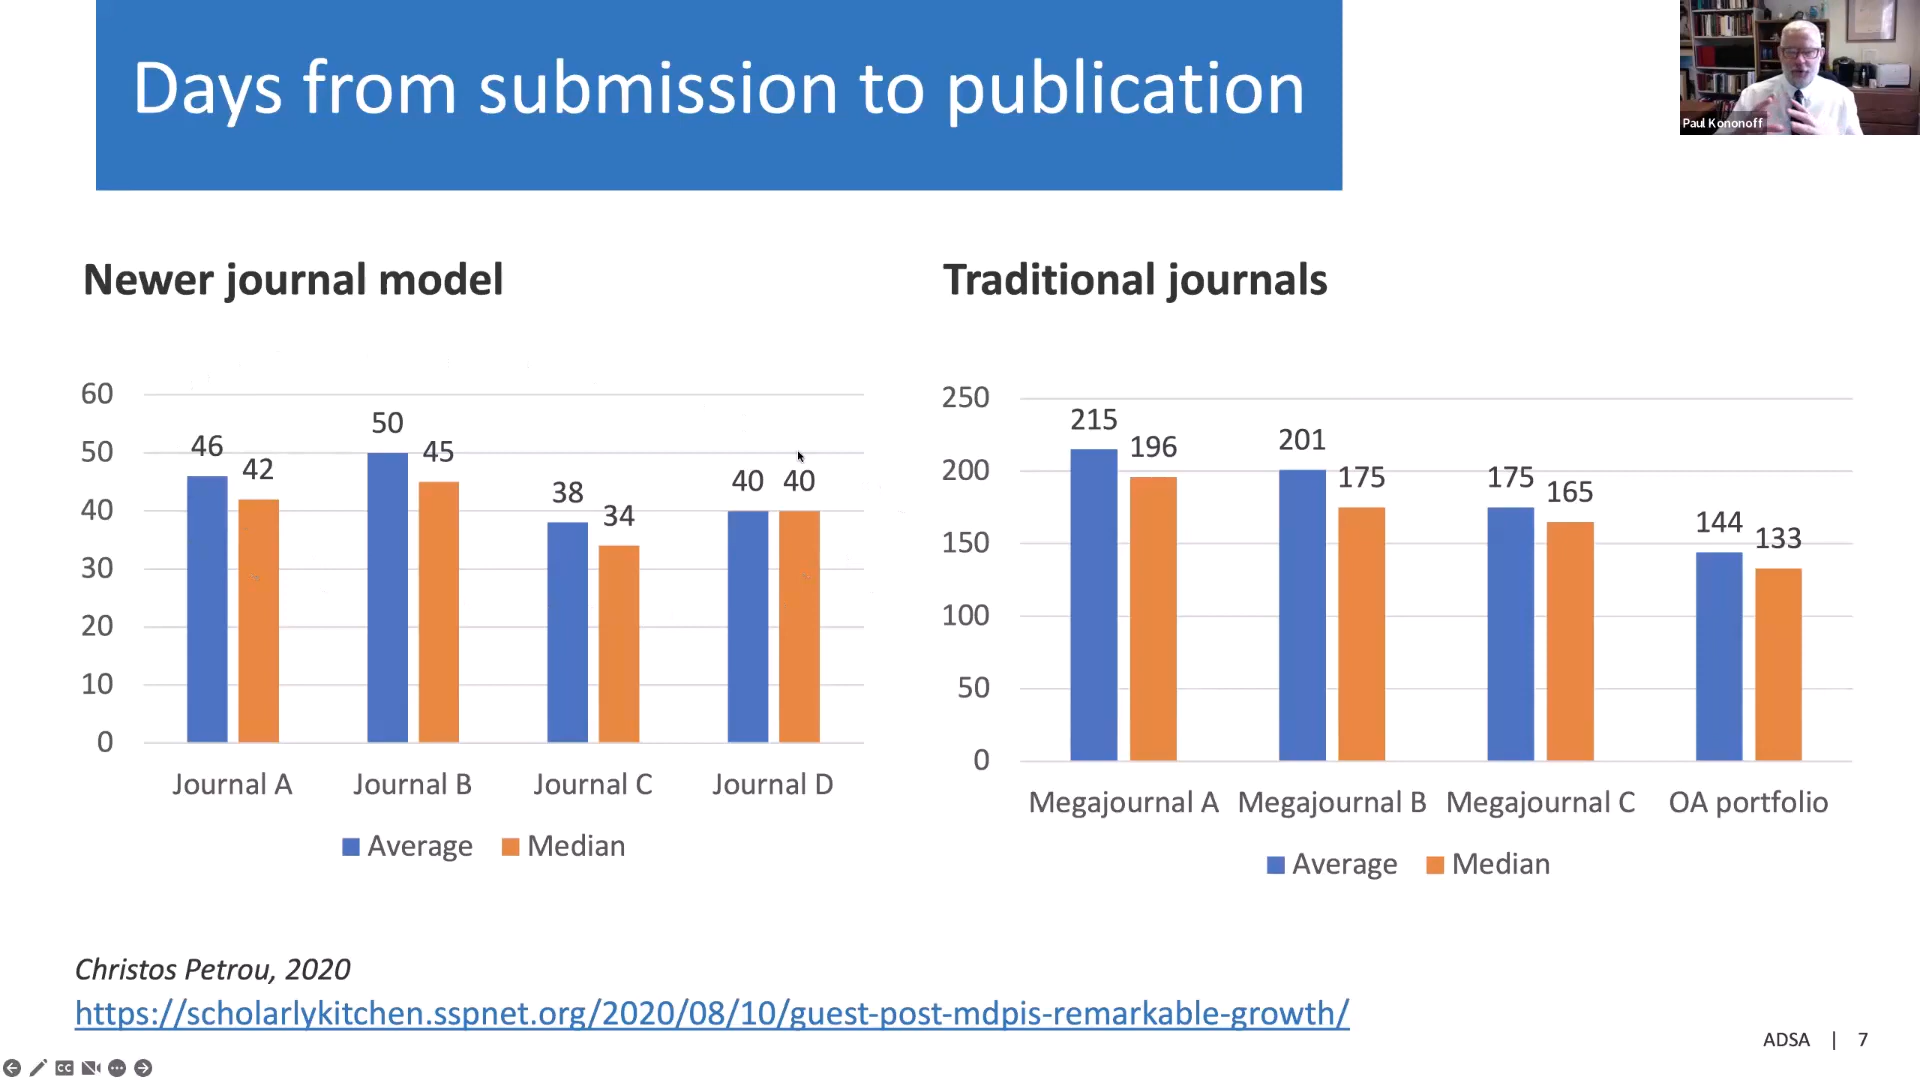 Days from submission to publication
Paul Kononoff
Newer journal model
Traditional journals
60
50
40
30
20
10
0
46
42
50
45
38
34
40
40
Journal A
Journal B
Journal C
Journal D
Average
Median
250
200
150
100
50
0
215
196
201
175
175
165
144
133
Megajournal A
Megajournal B
Megajournal C
OA portfolio
Average
Median
Christos Petrou, 2020
https://scholarlykitchen.sspnet.org/2020/08/10/guest-post-mdpis-remarkable-growth/
ADSA | 7
CC